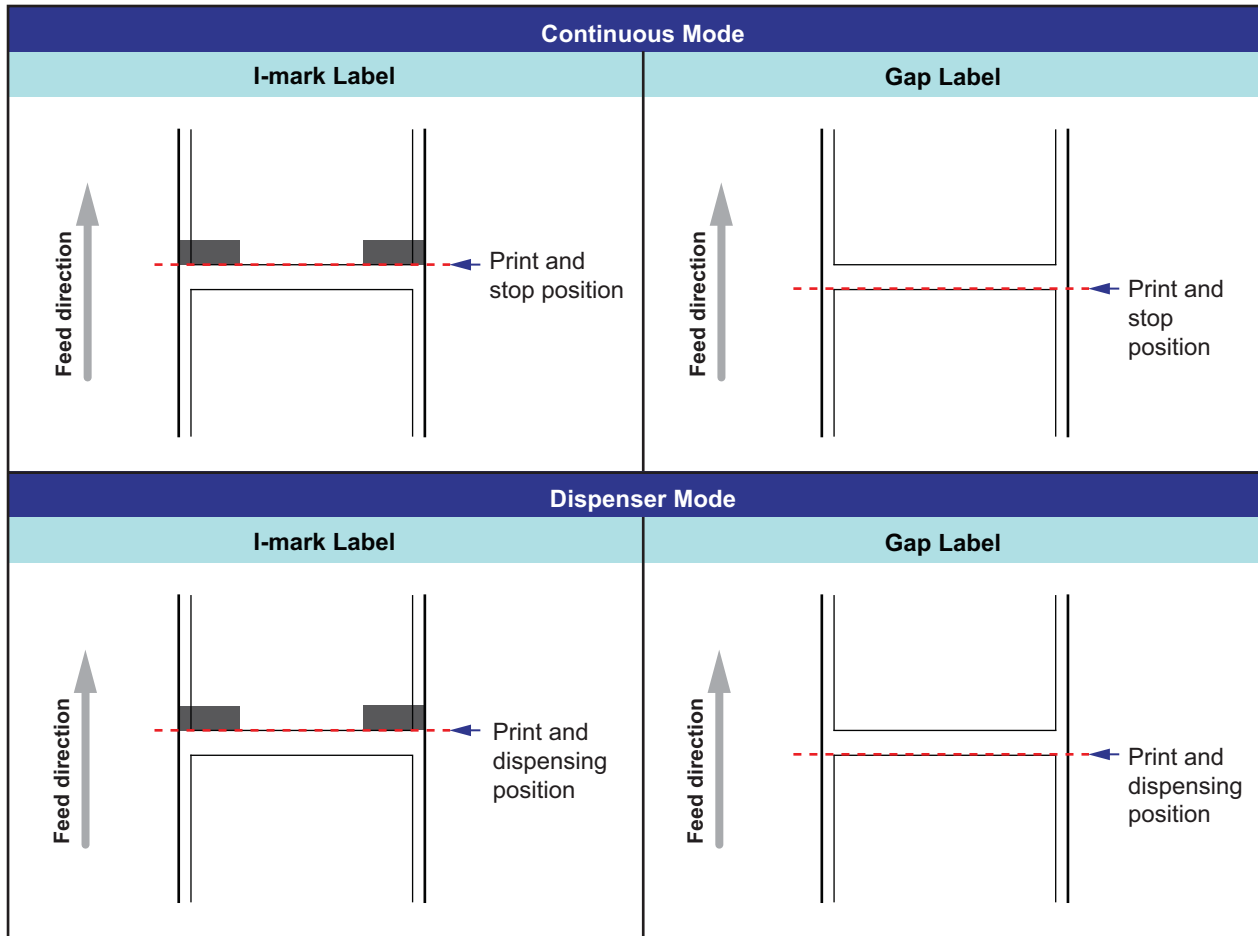 Continuous Mode
I-mark Label
Gap Label
Feed direction
Print and
stop position
Feed direction
Print and
stop
position
Dispenser Mode
I-mark Label
Gap Label
Feed direction
Print and
dispensing
position
Feed direction
Print and
dispensing
position